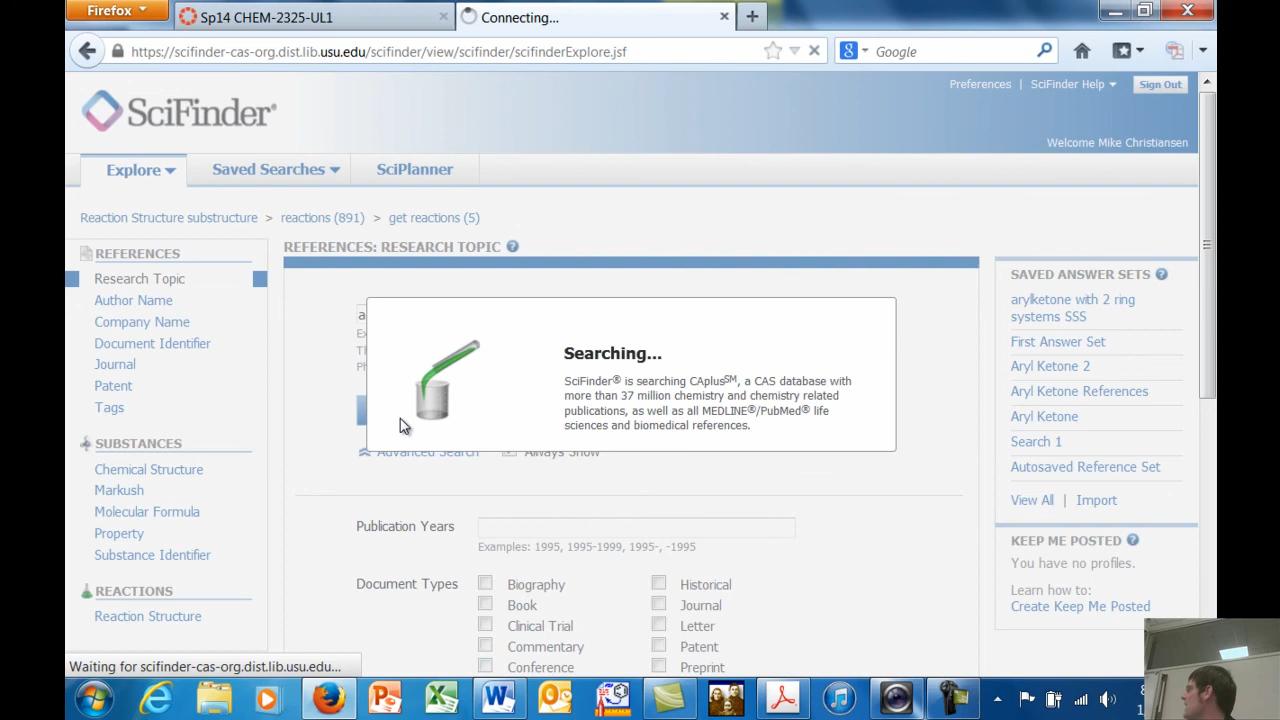 Firefox
Sp14 CHEM-2325-UL1
Connecting...
https://scifinder-cas-org.dist.lib.usu.edu/scifinder/view/scifinder/scifinderExplore.jsf
Google
SciFinder®
Preferences | SciFinder Help
Sign Out
Welcome Mike Christiansen
Explore
Saved Searches
SciPlanner
Reaction Structure substructure > reactions (891) > get reactions (5)
REFERENCES
Research Topic
Author Name
Company Name
Document Identifier
Journal
Patent
Tags
SUBSTANCES
Chemical Structure
Markush
Molecular Formula
Property
Substance Identifier
REACTIONS
Reaction Structure
REFERENCES: RESEARCH TOPIC
Searching...
SciFinder® is searching CAplusSM, a CAS database with
more than 37 million chemistry and chemistry related
publications, as well as all MEDLINE®/PubMed® life
sciences and biomedical references.
Advanced Search
Always Show
Publication Years
Examples: 1995, 1995-1999, 1995-, -1995
Document Types
Biography
Historical
Book
Journal
Clinical Trial
Letter
Commentary
Patent
Conference
Preprint
SAVED ANSWER SETS
arylketone with 2 ring
systems SSS
First Answer Set
Aryl Ketone 2
Aryl Ketone References
Aryl Ketone
Search 1
Autosaved Reference Set
View All | Import
KEEP ME POSTED
You have no profiles.
Learn how to:
Create Keep Me Posted
Waiting for scifinder-cas-org.dist.lib.usu.edu...